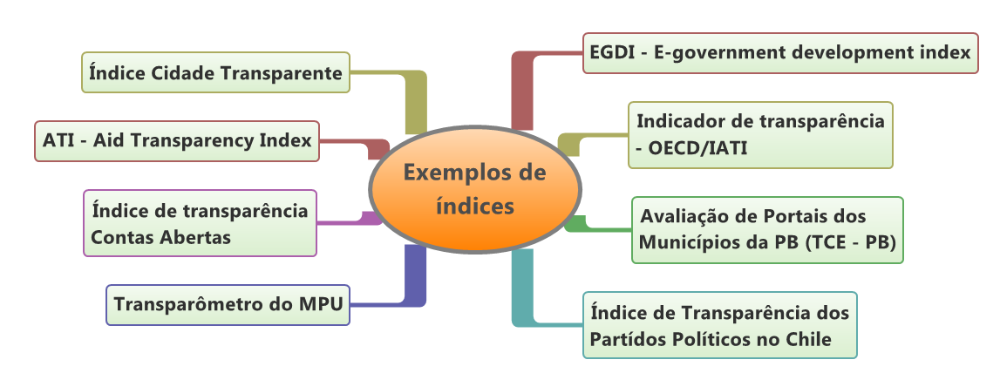 Exemplos de
índices
Índice Cidade Transparente
ATI - Aid Transparency Index
Índice de transparência
Contas Abertas
Transparômetro do MPU
EGDI - E-government development index
Indicador de transparência
- OECD/IATI
Avaliação de Portais dos
Municípios da PB (TCE - PB)
Índice de Transparência dos
Partídos Políticos no Chile